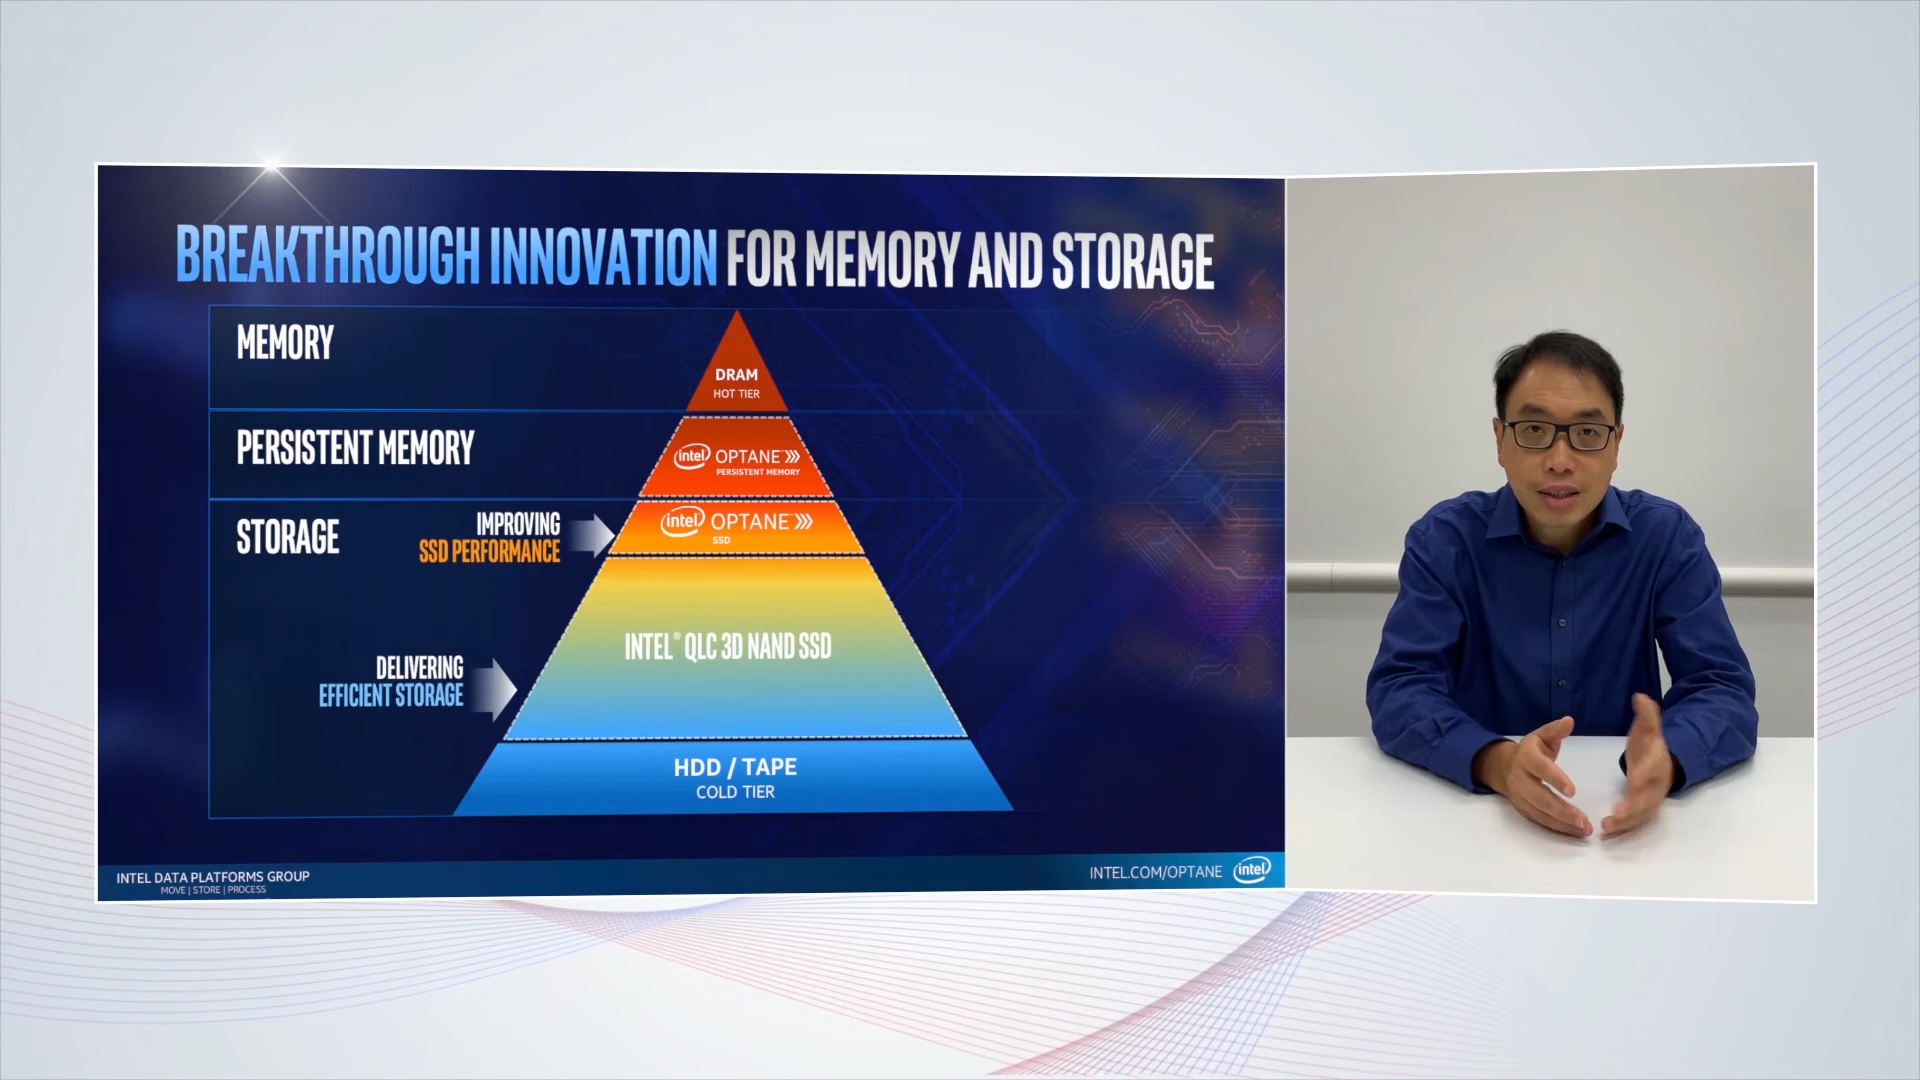 BREAKTHROUGH INNOVATION FOR MEMORY AND STORAGE
MEMORY
DRAM
HOT TIER
PERSISTENT MEMORY
intel OPTANE
PERSISTENT MEMORY
STORAGE
IMPROVING
SSD PERFORMANCE
intel OPTANE
SSD
DELIVERING
EFFICIENT STORAGE
INTEL® QLC 3D NAND SSD
HDD / TAPE
COLD TIER
INTEL DATA PLATFORMS GROUP
MOVE | STORE | PROCESS
INTEL.COM/OPTANE intel